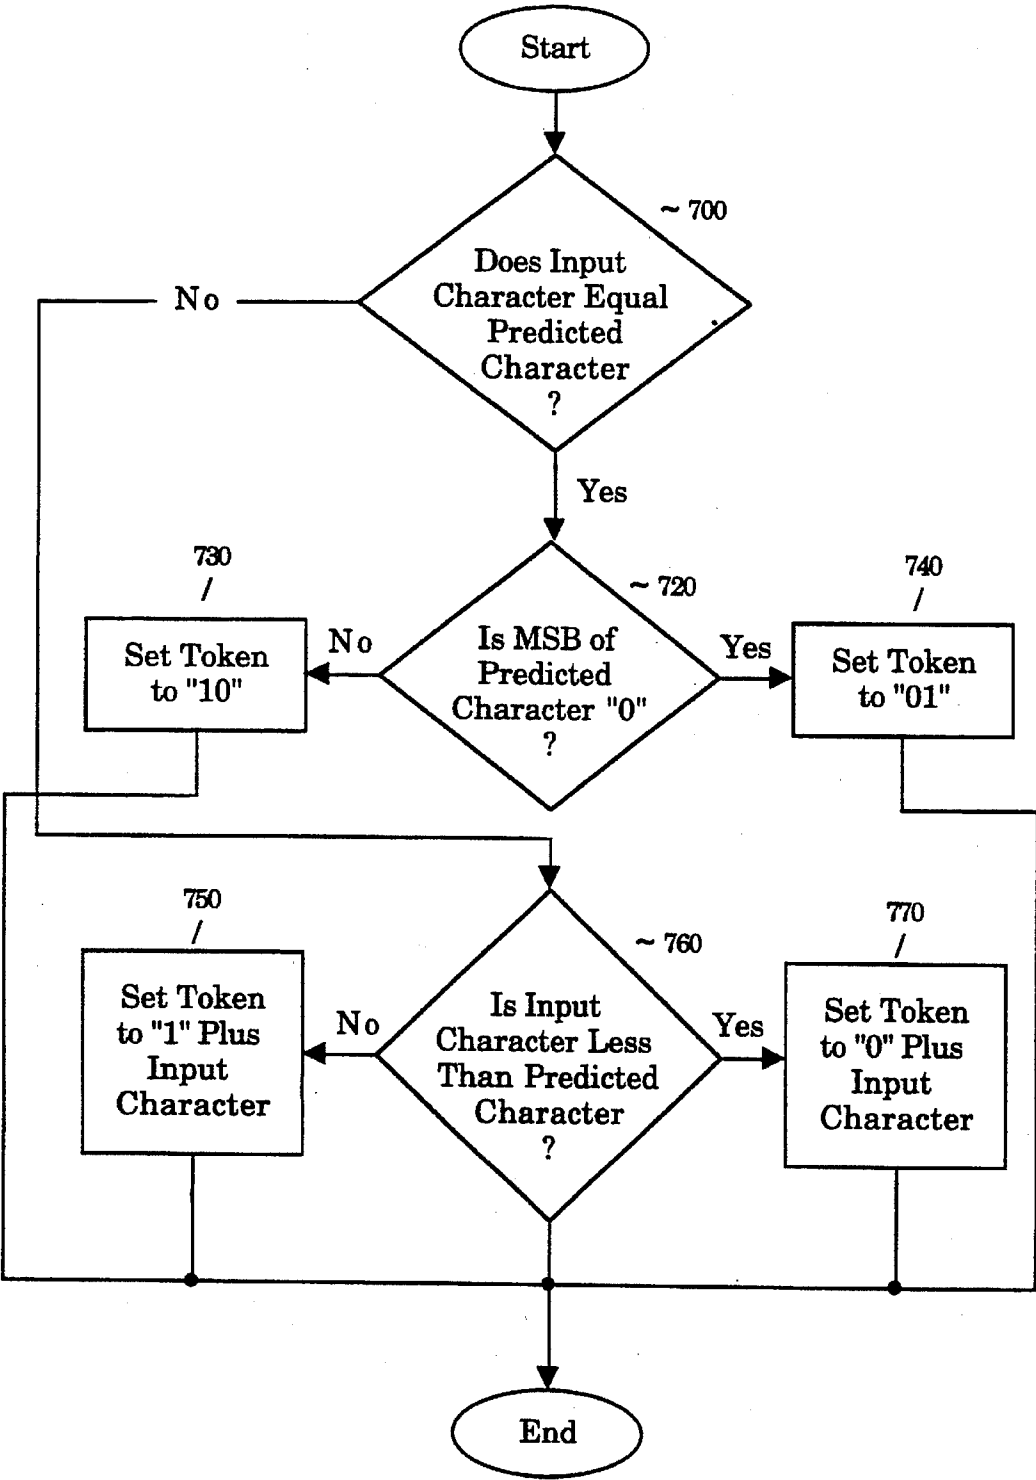 Start
~ 700
Does Input
Character Equal
Predicted
Character
?
No
Yes
730
/
740
/
~ 720
Set Token
to "10"
No
Is MSB of
Predicted
Character "0"
?
Yes
Set Token
to "01"
750
/
770
/
~ 760
Set Token
to "1" Plus
Input
Character
No
Is Input
Character Less
Than Predicted
Character
?
Yes
Set Token
to "0" Plus
Input
Character
End